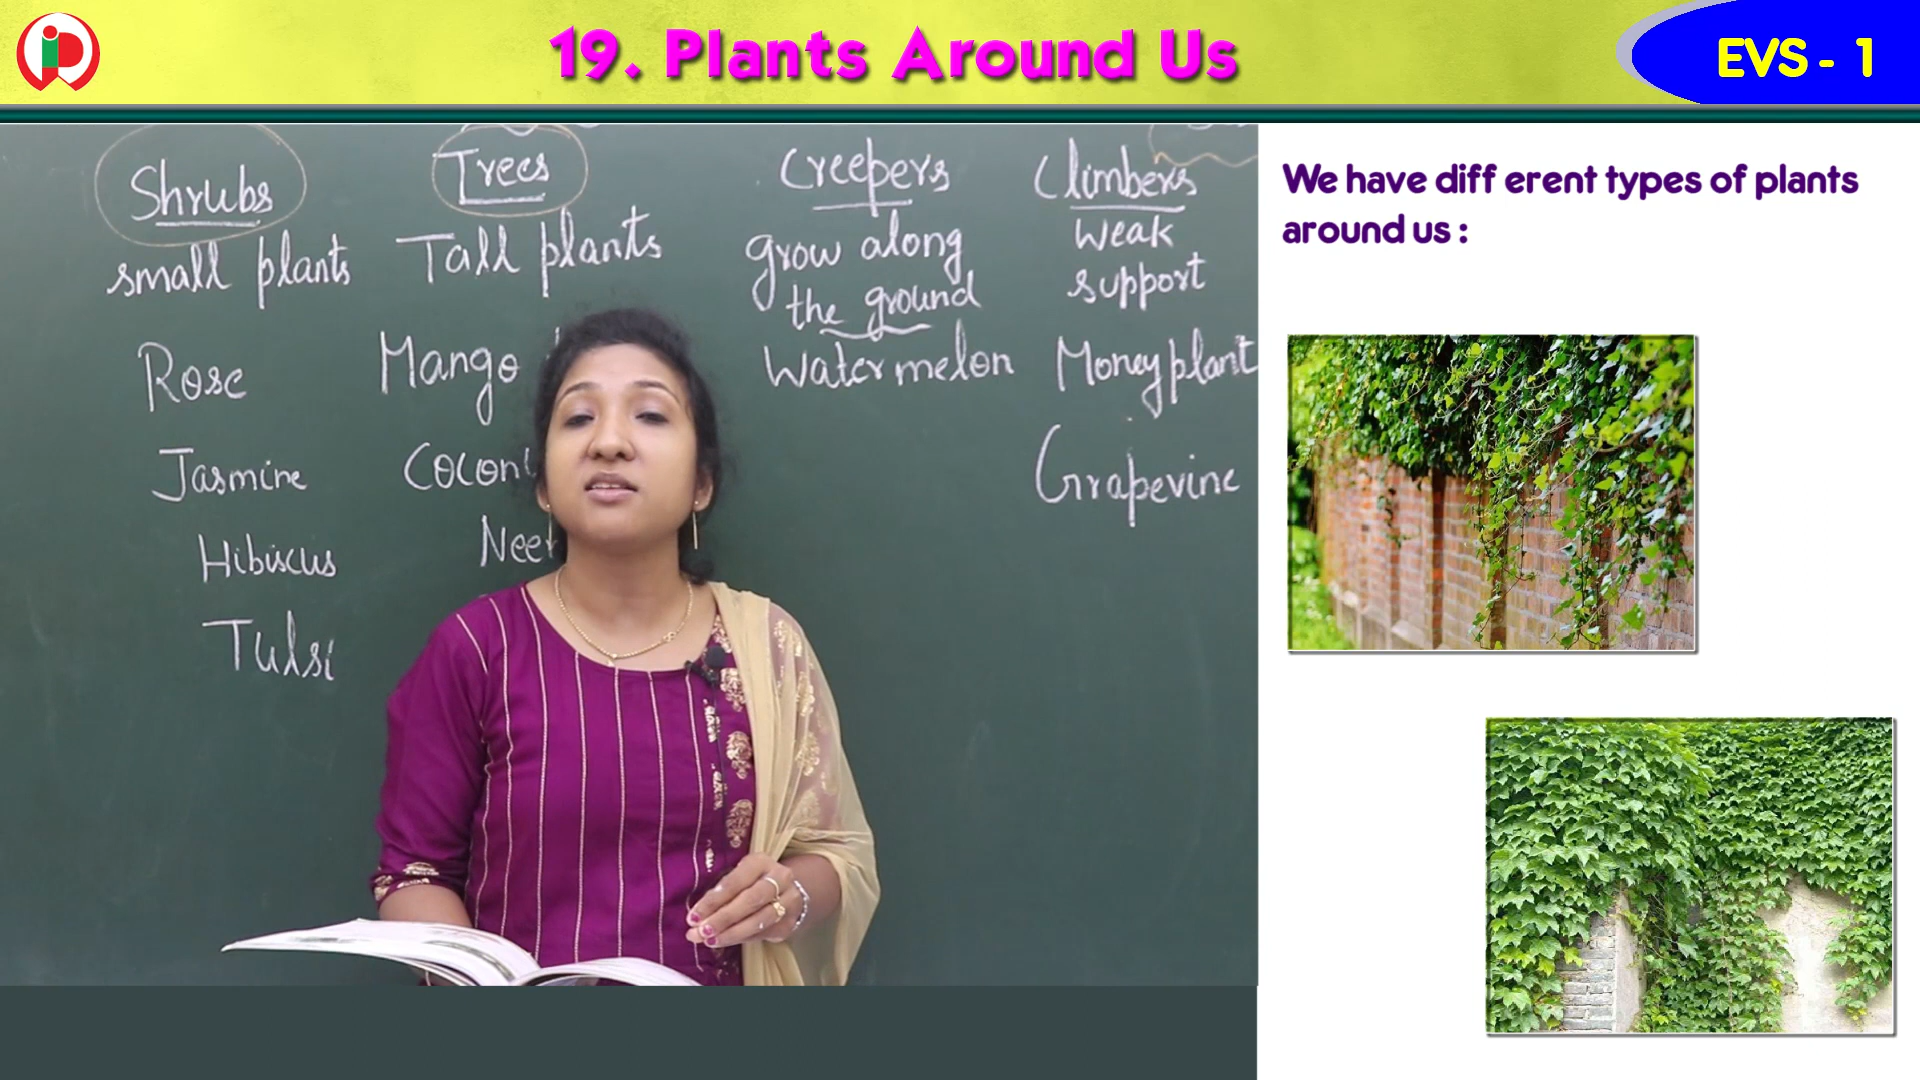 19. Plants Around Us
EVS - 1
Shrubs
small plants
Rose
Jasmine
Hibiscus
Tulsi
Trees
Tall plants
Mango
Creepers
grow along
the ground
Watermelon
Climbers
weak
support
Moneyplant
Grapevine
We have diff erent types of plants
around us :